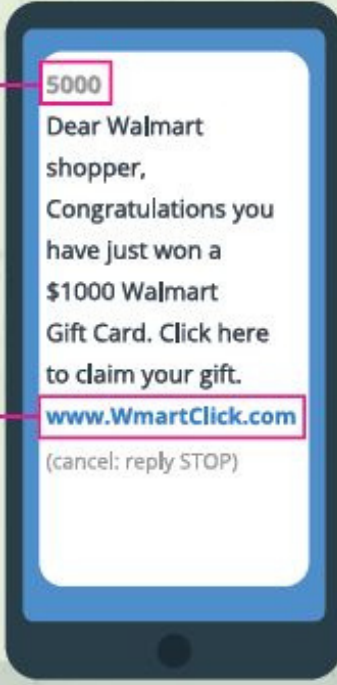 5000
Dear Walmart
shopper,
Congratulations you
have just won a
$1000 Walmart
Gift Card. Click here
to claim your gift.
www.WmartClick.com
(cancel: reply STOP)